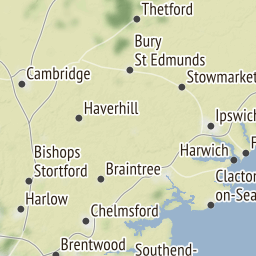 Thetford
Bury
St Edmunds
Cambridge
Stowmarket
Haverhill
Ipswich
Harwich
F
Bishops
Stortford
Braintree
Clacton
on-Sea
Harlow
Chelmsford
Brentwood
Southend-